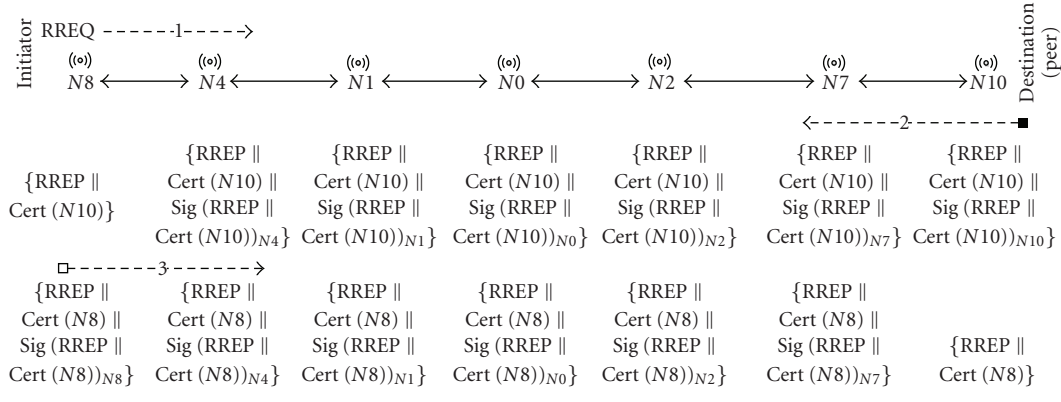 Initiator
RREQ 1
Destination (peer)
N8 N4 N1 N0 N2 N7 N10
2
{RREP ||
Cert (N10)}
{RREP ||
Cert (N10) ||
Sig (RREP ||
Cert (N10))N4}
{RREP ||
Cert (N10) ||
Sig (RREP ||
Cert (N10))N1}
{RREP ||
Cert (N10) ||
Sig (RREP ||
Cert (N10))N0}
{RREP ||
Cert (N10) ||
Sig (RREP ||
Cert (N10))N2}
{RREP ||
Cert (N10) ||
Sig (RREP ||
Cert (N10))N7}
{RREP ||
Cert (N10) ||
Sig (RREP ||
Cert (N10))N10}
3
{RREP ||
Cert (N8) ||
Sig (RREP ||
Cert (N8))N8}
{RREP ||
Cert (N8) ||
Sig (RREP ||
Cert (N8))N4}
{RREP ||
Cert (N8) ||
Sig (RREP ||
Cert (N8))N1}
{RREP ||
Cert (N8) ||
Sig (RREP ||
Cert (N8))N0}
{RREP ||
Cert (N8) ||
Sig (RREP ||
Cert (N8))N2}
{RREP ||
Cert (N8) ||
Sig (RREP ||
Cert (N8))N7}
{RREP ||
Cert (N8)}